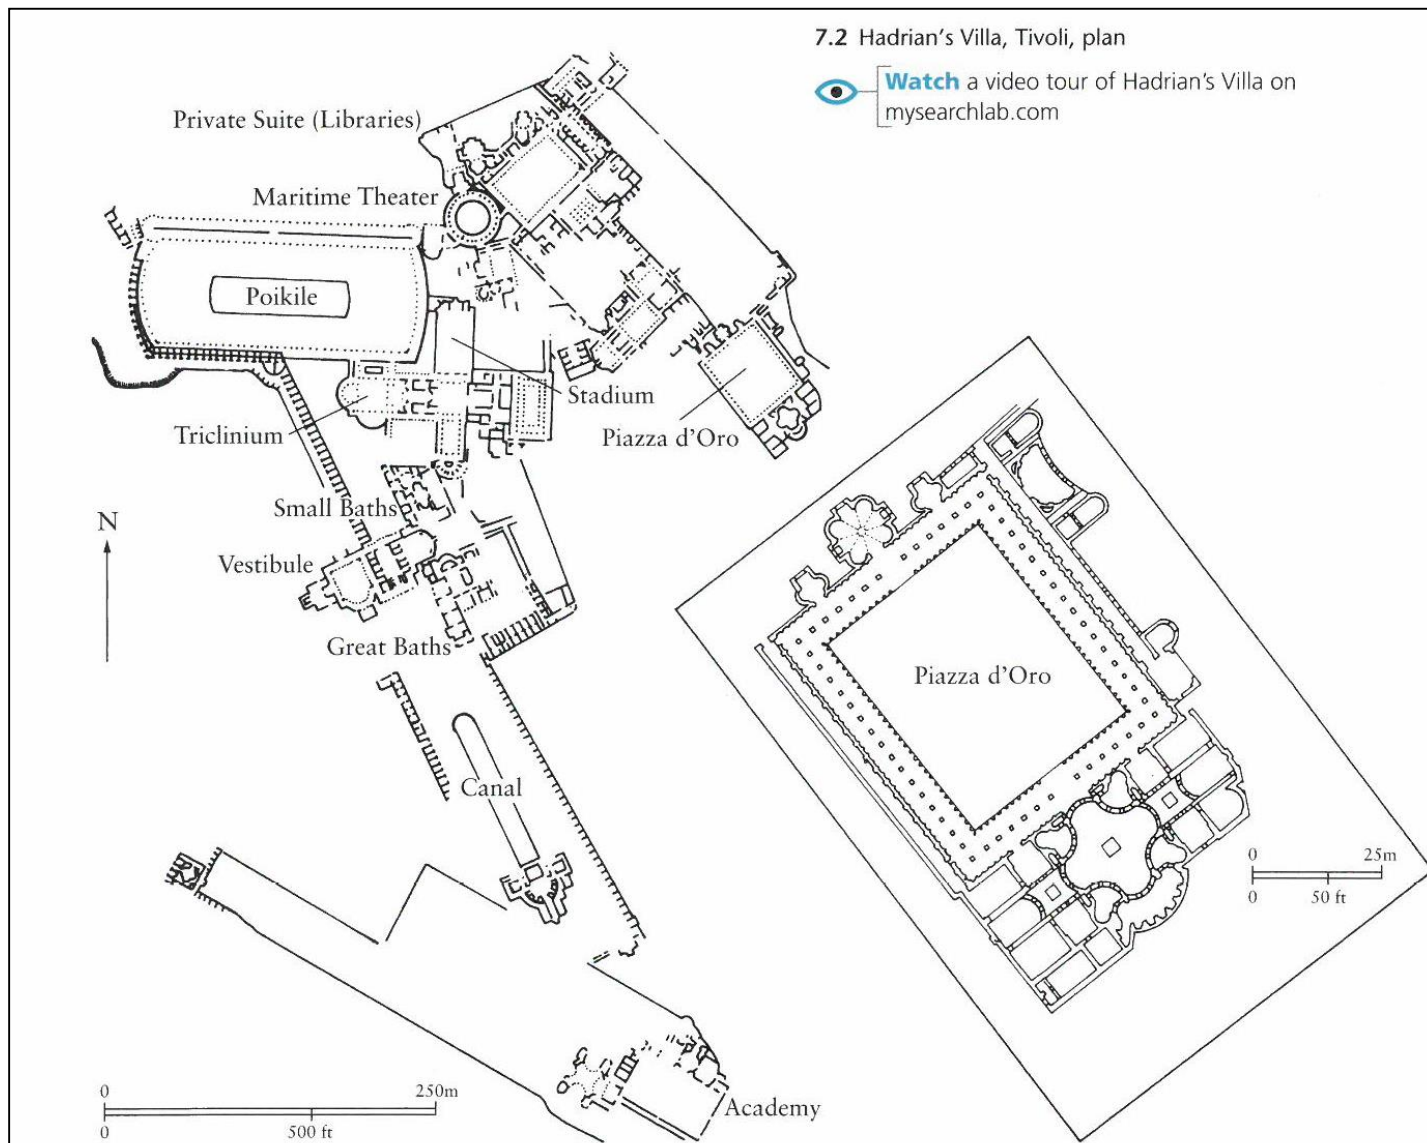 7.2 Hadrian's Villa, Tivoli, plan
Watch a video tour of Hadrian's Villa on
mysearchlab.com
Private Suite (Libraries)
Maritime Theater
Poikile
Stadium
Triclinium
Piazza d'Oro
Small Baths
N
Vestibule
Great Baths
Piazza d'Oro
Canal
0 25m
0 50 ft
0 250m
0 500 ft
Academy